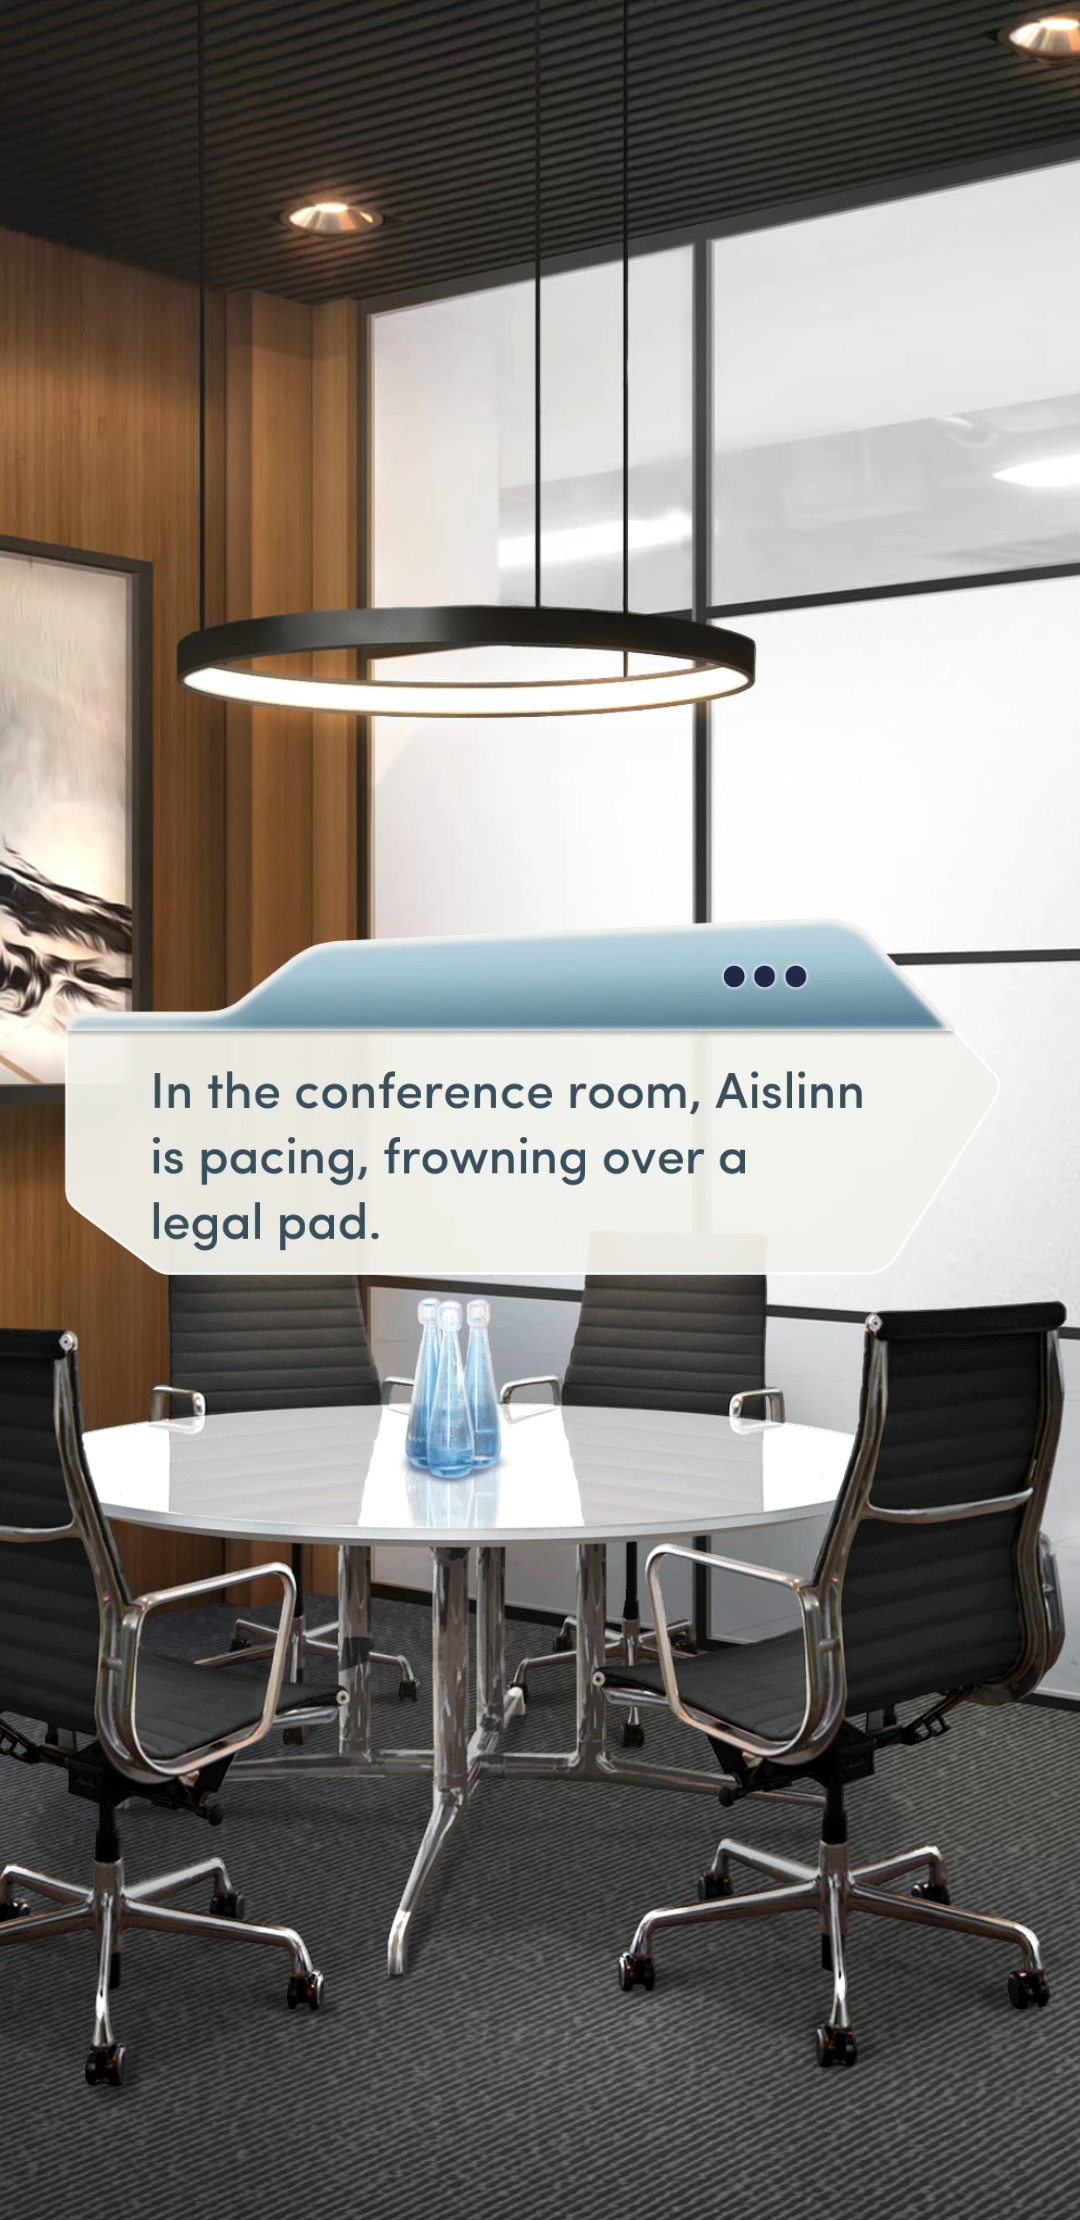 In the conference room, Aislinn
is pacing, frowning over a
legal pad.